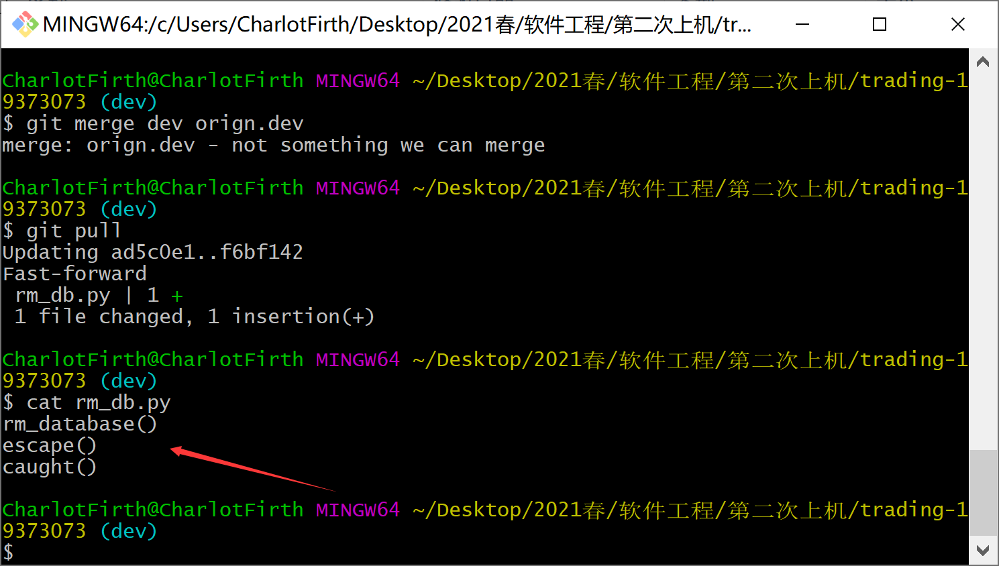 MINGW64:/c/Users/CharlotFirth/Desktop/2021春/软件工程/第二次上机/tr...
CharlotFirth@CharlotFirth MINGW64 ~/Desktop/2021春/软件工程/第二次上机/trading-1
9373073 (dev)
$ git merge dev orign.dev
merge: orign.dev - not something we can merge
CharlotFirth@CharlotFirth MINGW64 ~/Desktop/2021春/软件工程/第二次上机/trading-1
9373073 (dev)
$ git pull
Updating ad5c0e1..f6bf142
Fast-forward
 rm_db.py | 1 +
 1 file changed, 1 insertion(+)
CharlotFirth@CharlotFirth MINGW64 ~/Desktop/2021春/软件工程/第二次上机/trading-1
9373073 (dev)
$ cat rm_db.py
rm_database()
escape()
caught()
CharlotFirth@CharlotFirth MINGW64 ~/Desktop/2021春/软件工程/第二次上机/trading-1
9373073 (dev)
$